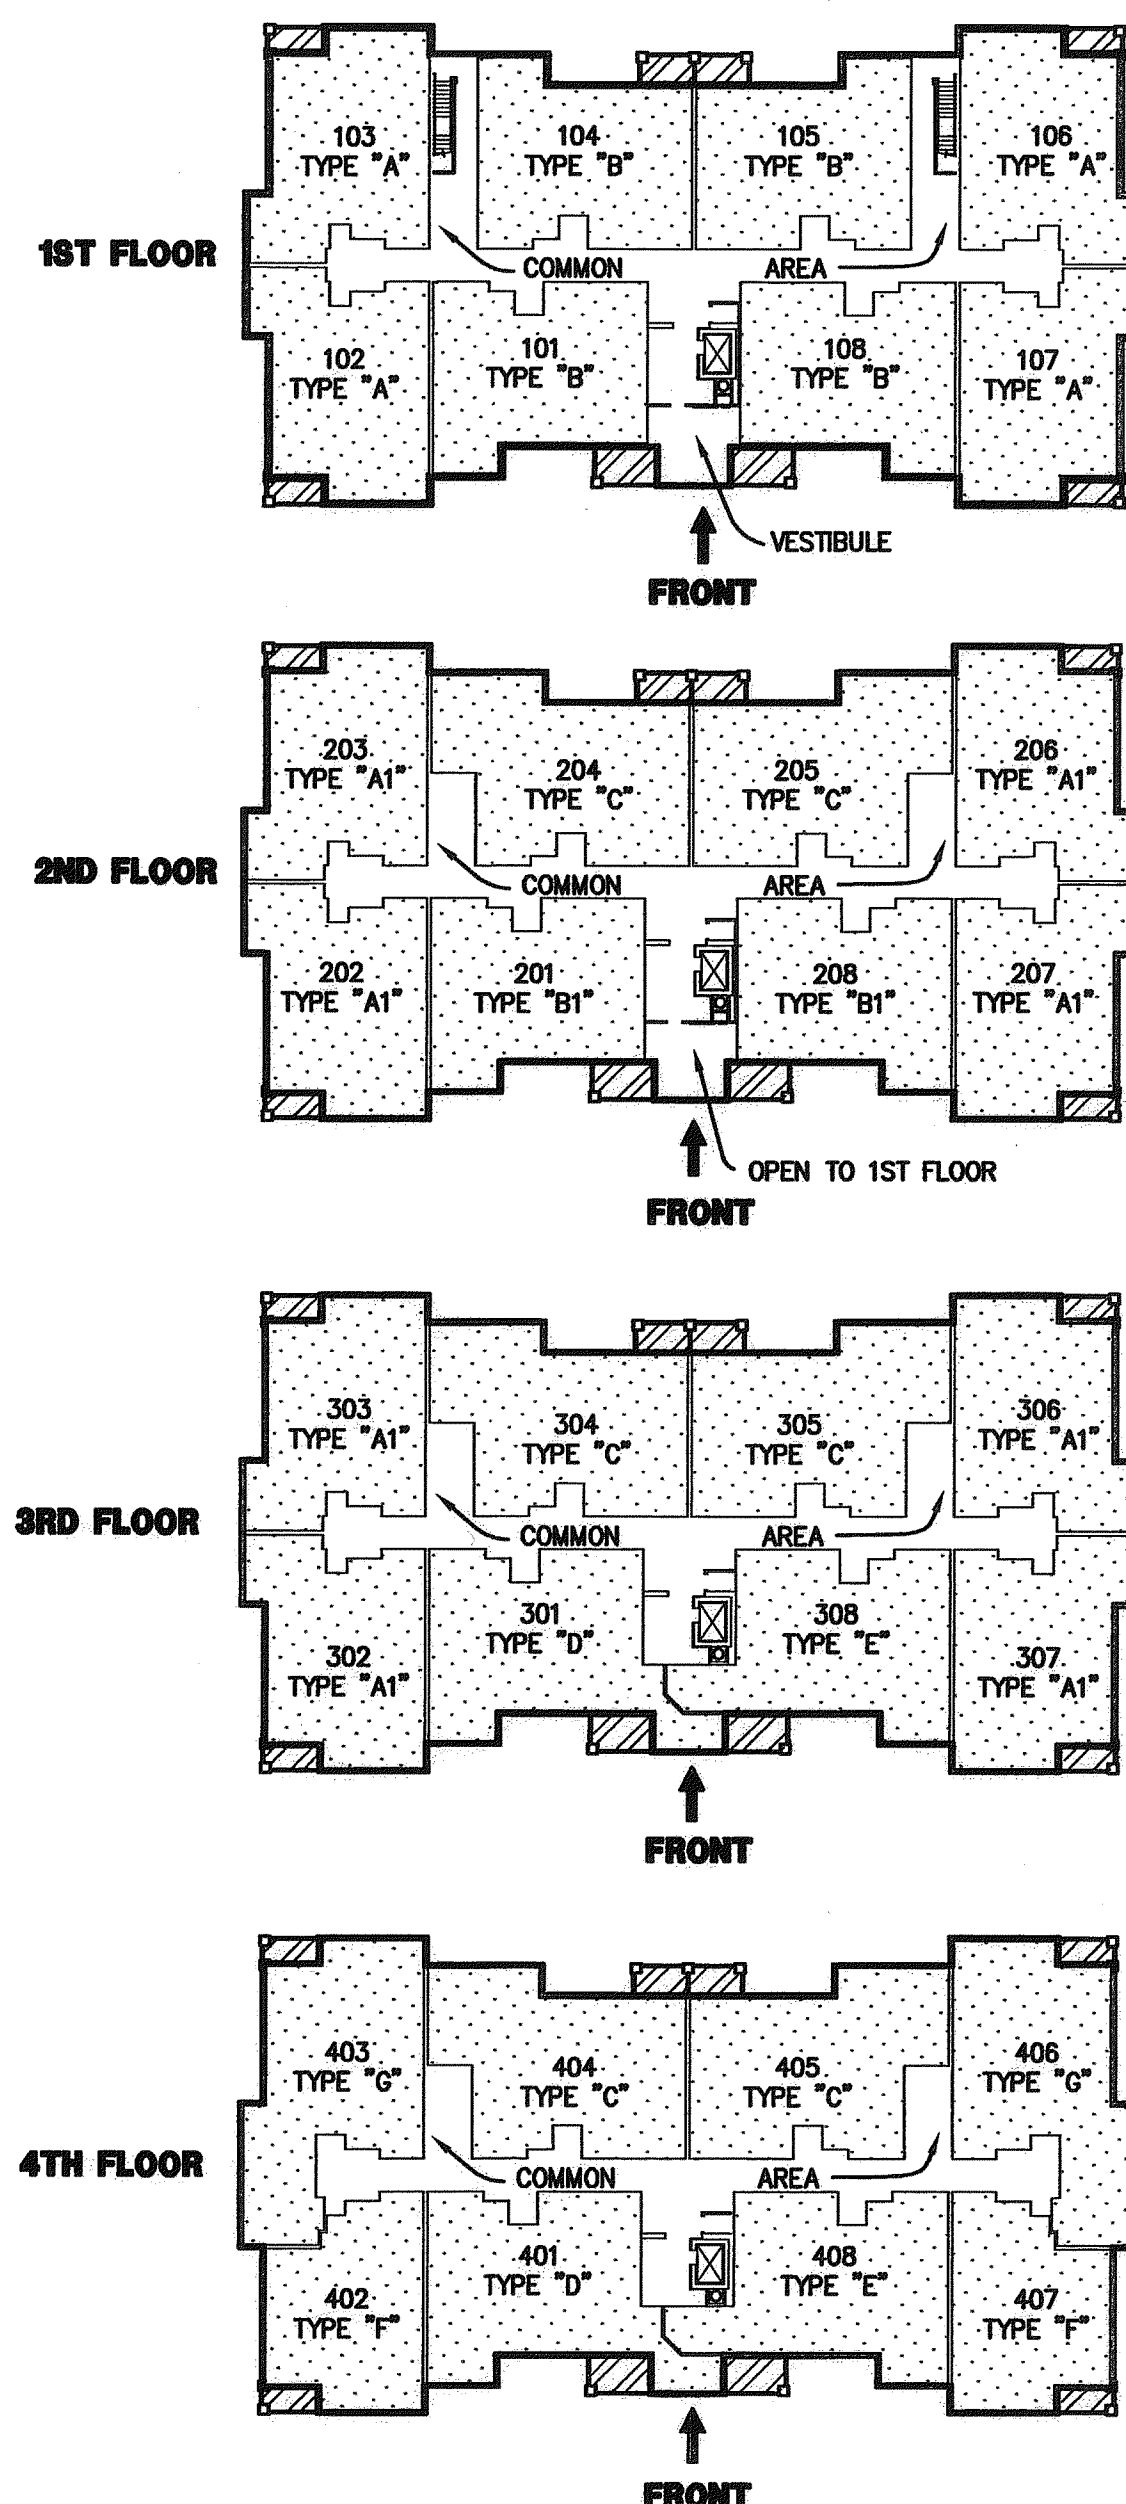 103
TYPE "A"
104
TYPE "B"
105
TYPE "B"
106
TYPE "A"
1ST FLOOR
COMMON
AREA
102
TYPE "A"
101
TYPE "B"
108
TYPE "B"
107
TYPE "A"
VESTIBULE
FRONT
203
TYPE "A1"
204
TYPE "C"
205
TYPE "C"
206
TYPE "A1"
2ND FLOOR
COMMON
AREA
202
TYPE "A1"
201
TYPE "B1"
208
TYPE "B1"
207
TYPE "A1"
OPEN TO 1ST FLOOR
FRONT
303
TYPE "A1"
304
TYPE "C"
305
TYPE "C"
306
TYPE "A1"
3RD FLOOR
COMMON
AREA
302
TYPE "A1"
301
TYPE "D"
308
TYPE "E"
307
TYPE "A1"
FRONT
403
TYPE "G"
404
TYPE "C"
405
TYPE "C"
406
TYPE "G"
4TH FLOOR
COMMON
AREA
402
TYPE "F"
401
TYPE "D"
408
TYPE "E"
407
TYPE "F"
FRONT